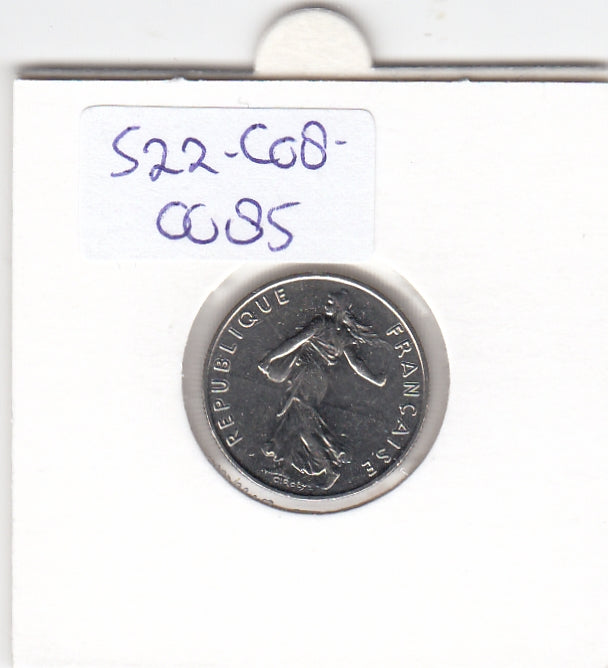 S22-C08-
0085
REPUBLIQUE FRANÇAISE